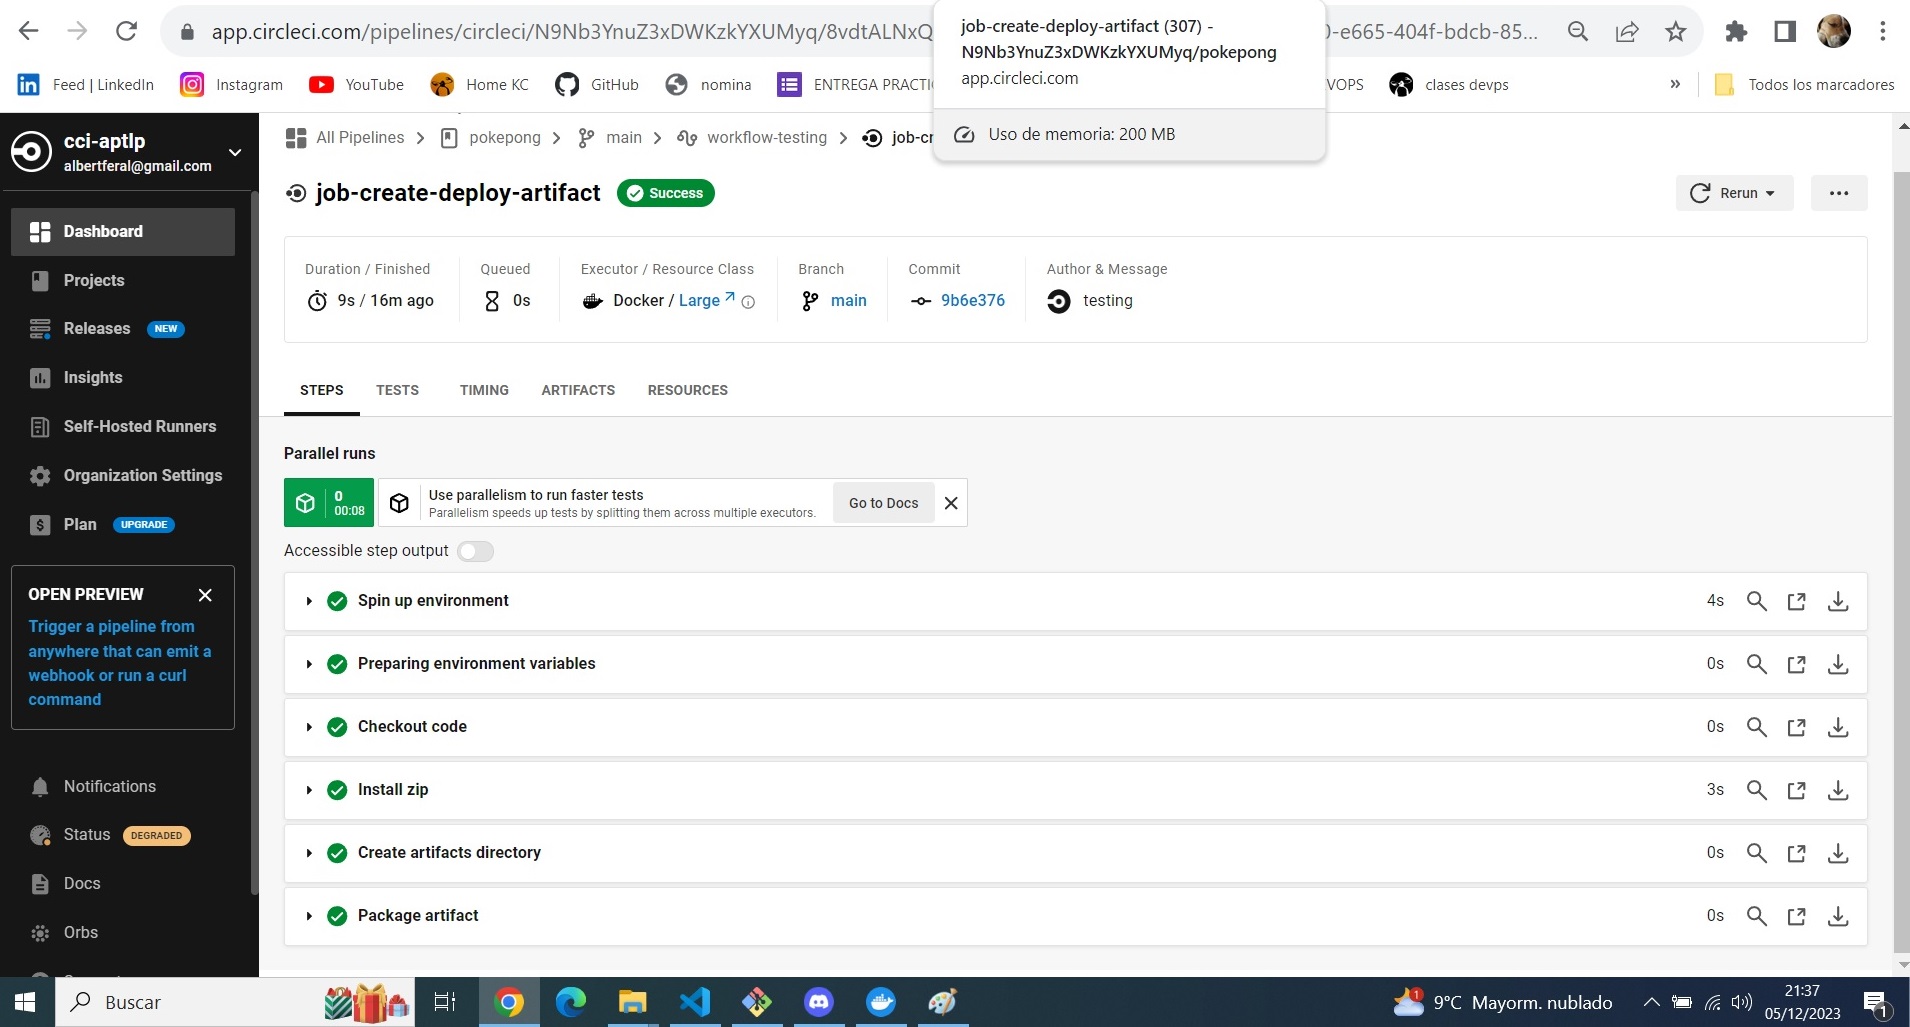 app.circleci.com/pipelines/circleci/N9Nb3YnuZ3xDWKzkYXUMyq/8vdtALNxQ
-e665-404f-bdcb-85...
job-create-deploy-artifact (307) -
N9Nb3YnuZ3xDWKzkYXUMyq/pokepong
app.circleci.com
Uso de memoria: 200 MB
Feed | LinkedIn
Instagram
YouTube
Home KC
GitHub
nomina
ENTREGA PRACTI
VOPS
clases devps
»
Todos los marcadores
cci-aptlp
albertferal@gmail.com
Dashboard
Projects
Releases NEW
Insights
Self-Hosted Runners
Organization Settings
Plan UPGRADE
OPEN PREVIEW
Trigger a pipeline from
anywhere that can emit a
webhook or run a curl
command
Notifications
Status DEGRADED
Docs
Orbs
All Pipelines
pokepong
main
workflow-testing
job-cr
job-create-deploy-artifact
Success
Rerun
Duration / Finished
9s / 16m ago
Queued
0s
Executor / Resource Class
Docker / Large
Branch
main
Commit
9b6e376
Author & Message
testing
STEPS
TESTS
TIMING
ARTIFACTS
RESOURCES
Parallel runs
0
00:08
Use parallelism to run faster tests
Parallelism speeds up tests by splitting them across multiple executors.
Go to Docs
Accessible step output
Spin up environment 4s
Preparing environment variables 0s
Checkout code 0s
Install zip 3s
Create artifacts directory 0s
Package artifact 0s
Buscar
1
9°C Mayorm. nublado
21:37
05/12/2023
1